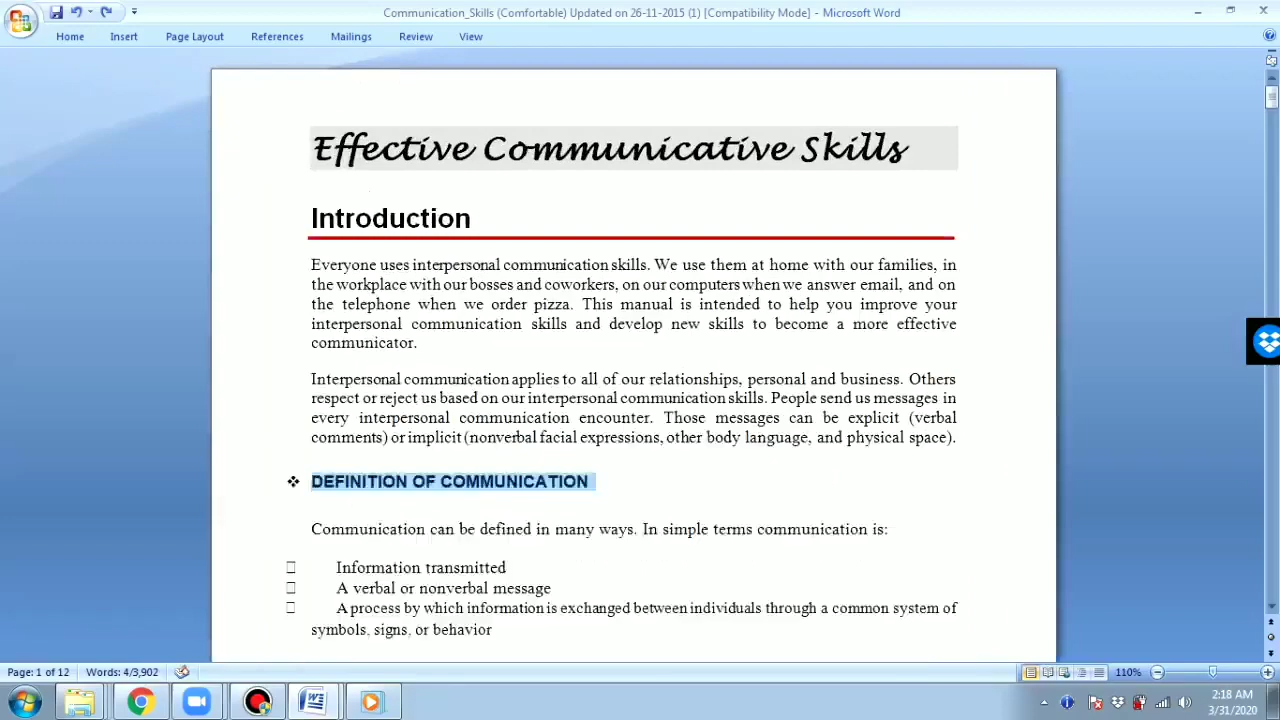 Communication_Skills (Comfortable) Updated on 26-11-2015 (1) [Compatibility Mode] - Microsoft Word
Home Insert Page Layout References Mailings Review View
Effective Communicative Skills
Introduction
Everyone uses interpersonal communication skills. We use them at home with our families, in
the workplace with our bosses and coworkers, on our computers when we answer email, and on
the telephone when we order pizza. This manual is intended to help you improve your
interpersonal communication skills and develop new skills to become a more effective
communicator.
Interpersonal communication applies to all of our relationships, personal and business. Others
respect or reject us based on our interpersonal communication skills. People send us messages in
every interpersonal communication encounter. Those messages can be explicit (verbal
comments) or implicit (nonverbal facial expressions, other body language, and physical space).
DEFINITION OF COMMUNICATION
Communication can be defined in many ways. In simple terms communication is:
Information transmitted
A verbal or nonverbal message
A process by which information is exchanged between individuals through a common system of
symbols, signs, or behavior
Page: 1 of 12 Words: 4/3,902 110%
2:18 AM
3/31/2020